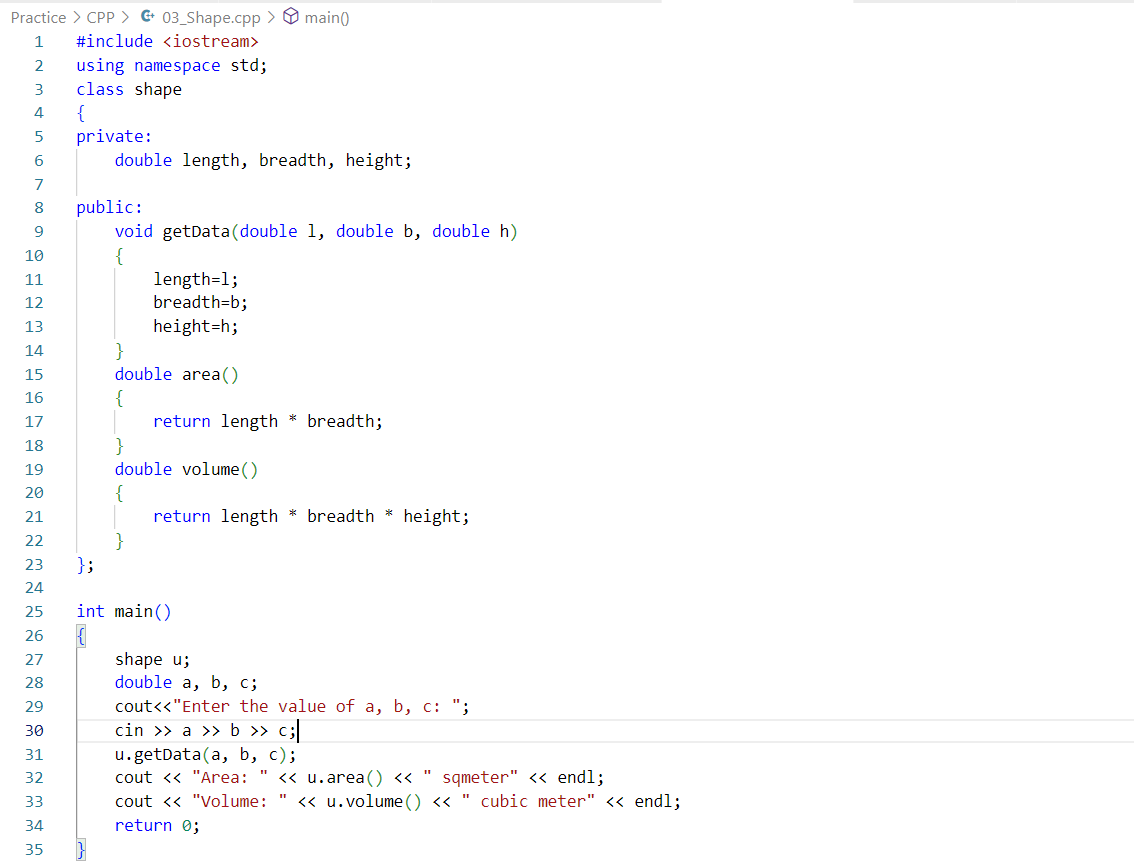 Practice > CPP > 03_Shape.cpp > main()
1 #include <iostream>
2 using namespace std;
3 class shape
4 {
5 private:
6     double length, breadth, height;
7
8 public:
9     void getData(double l, double b, double h)
10     {
11         length=l;
12         breadth=b;
13         height=h;
14     }
15     double area()
16     {
17         return length * breadth;
18     }
19     double volume()
20     {
21         return length * breadth * height;
22     }
23 };
24
25 int main()
26 {
27     shape u;
28     double a, b, c;
29     cout<<"Enter the value of a, b, c: ";
30     cin >> a >> b >> c;
31     u.getData(a, b, c);
32     cout << "Area: " << u.area() << " sqmeter" << endl;
33     cout << "Volume: " << u.volume() << " cubic meter" << endl;
34     return 0;
35 }